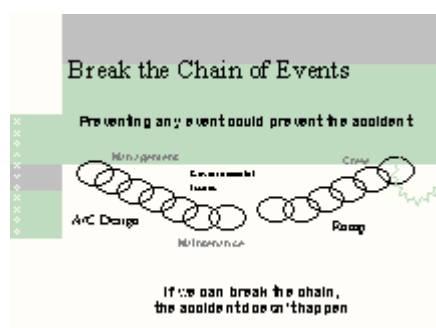 Break the Chain of Events
Preventing any event could prevent the accident
Management
Crew
Environmental
Issues
A/C Design
Ramp
Maintenance
If we can break the chain,
the accident doesn't happen